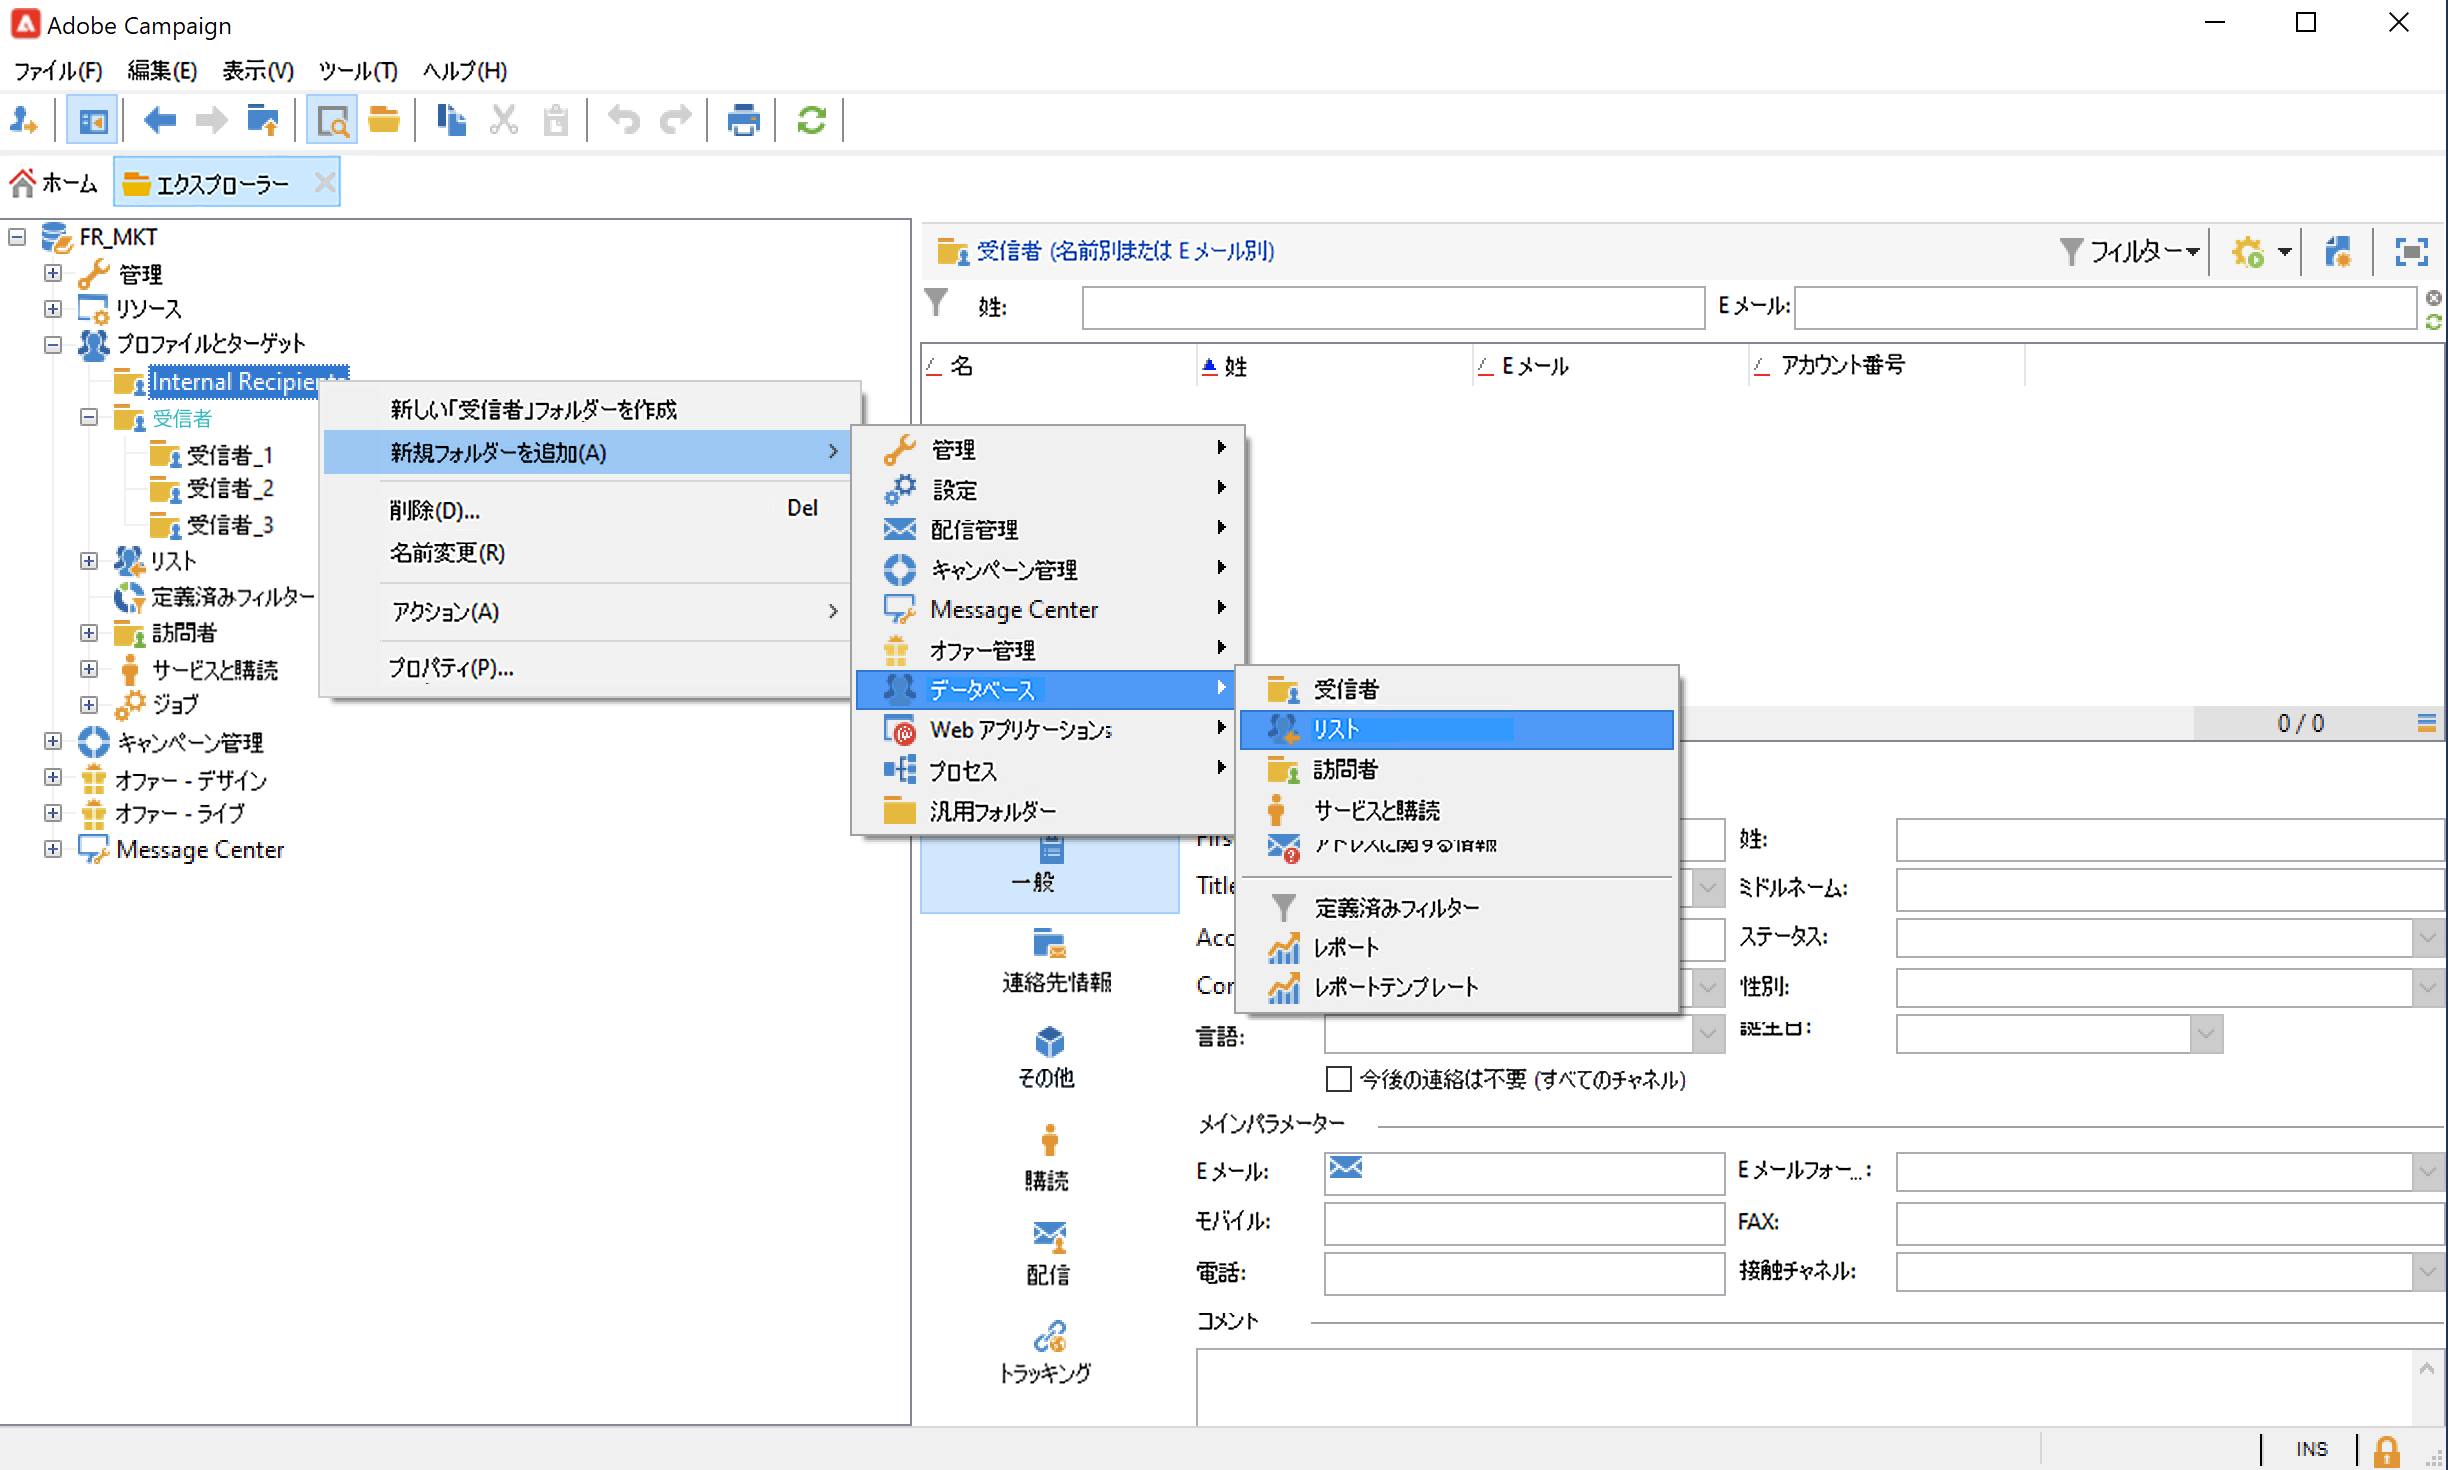 Adobe Campaign
ファイル(F) 編集(E) 表示(V) ツール(T) ヘルプ(H)
ホーム エクスプローラー
FR_MKT
管理
リソース
プロファイルとターゲット
Internal Recipients
受信者
受信者_1
受信者_2
受信者_3
リスト
定義済みフィルター
訪問者
サービスと購読
ジョブ
キャンペーン管理
オファー - デザイン
オファー - ライブ
Message Center
新しい「受信者」フォルダーを作成
新規フォルダーを追加(A)
削除(D)... Del
名前変更(R)
アクション(A)
プロパティ(P)...
管理
設定
配信管理
キャンペーン管理
Message Center
オファー管理
データベース
Web アプリケーション
プロセス
汎用フォルダー
受信者
リスト
訪問者
サービスと購読
アドレスに関する情報
定義済みフィルター
レポート
レポートテンプレート
受信者 (名前別または E メール別)
フィルター
姓: E メール:
名 姓 E メール アカウント番号
0 / 0
一般
連絡先情報
その他
購読
配信
トラッキング
姓:
Title ミドルネーム:
Acc ステータス:
Cor 性別:
言語: 誕生日:
今後の連絡は不要 (すべてのチャネル)
メインパラメーター
E メール: E メールフォー...:
モバイル: FAX:
電話: 接触チャネル:
コメント
INS